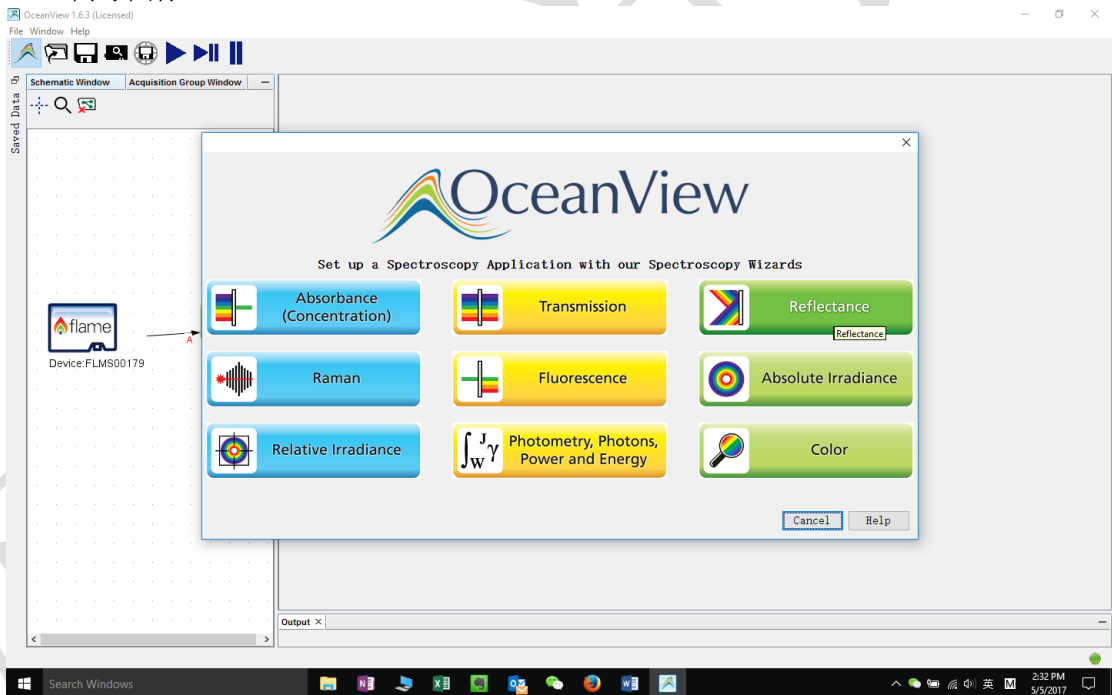 OceanView 1.6.3 (Licensed)
File Window Help
Saved Data
Schematic Window Acquisition Group Window
flame
A
Device:FLMS00179
OceanView
Set up a Spectroscopy Application with our Spectroscopy Wizards
Absorbance
(Concentration)
Transmission
Reflectance
Reflectance
Raman
Fluorescence
Absolute Irradiance
Relative Irradiance
∫ J W γ
Photometry, Photons,
Power and Energy
Color
Cancel Help
Output
Search Windows
英 M
2:32 PM
5/5/2017